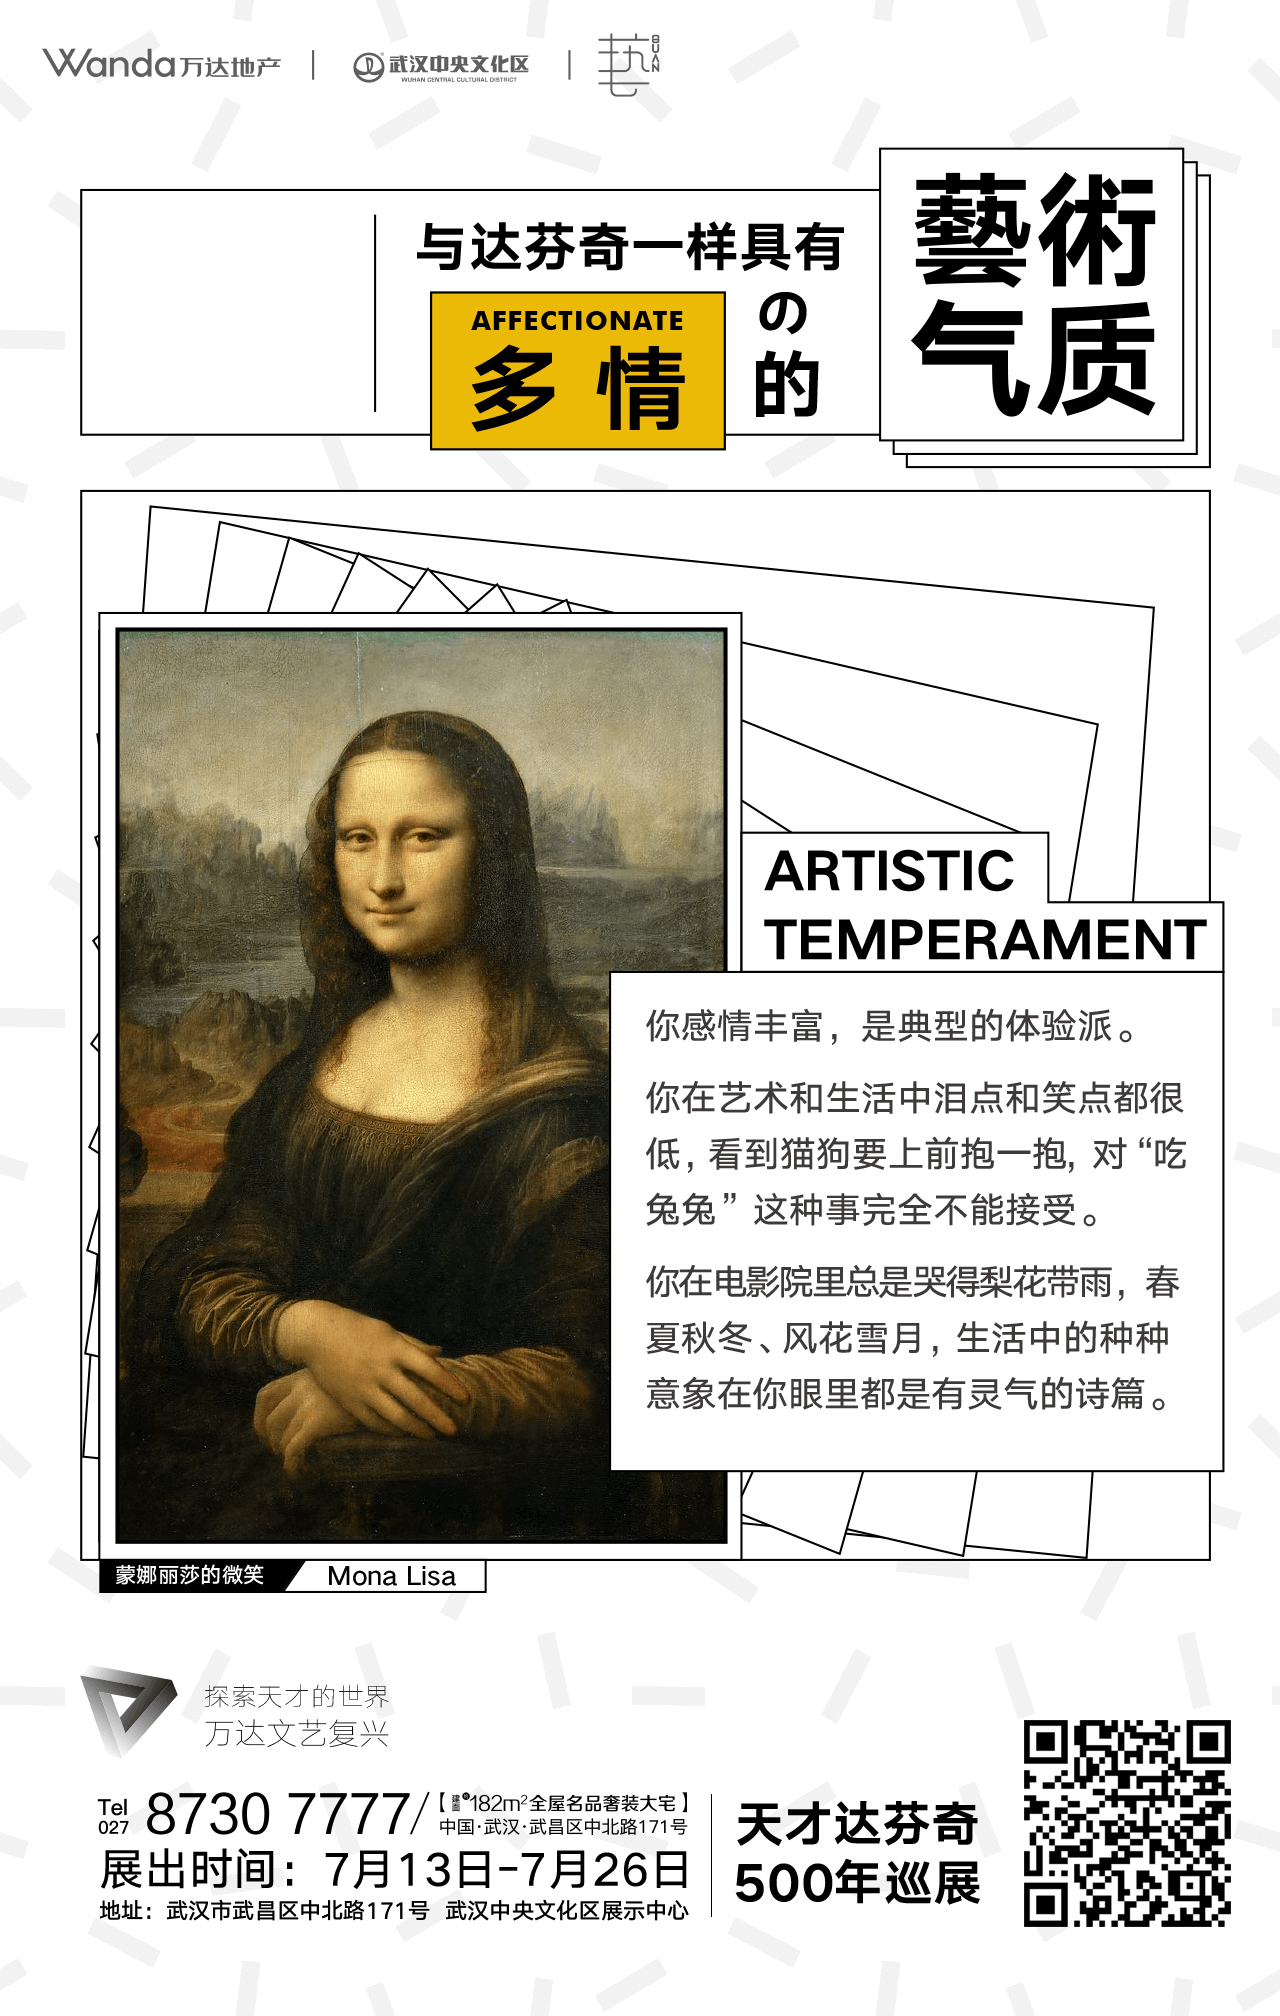 Wanda万达地产
武汉中央文化区
WUHAN CENTRAL CULTURAL DISTRICT
BUAN
与达芬奇一样具有
AFFECTIONATE
多情
の
的
藝術
气质
ARTISTIC
TEMPERAMENT
你感情丰富，是典型的体验派。
你在艺术和生活中泪点和笑点都很
低，看到猫狗要上前抱一抱，对“吃
兔兔”这种事完全不能接受。
你在电影院里总是哭得梨花带雨，春
夏秋冬、风花雪月，生活中的种种
意象在你眼里都是有灵气的诗篇。
蒙娜丽莎的微笑
Mona Lisa
探索天才的世界
万达文艺复兴
Tel
027
8730 7777/
【建面约182m²全屋名品奢装大宅】
中国·武汉·武昌区中北路171号
展出时间：7月13日-7月26日
地址：武汉市武昌区中北路171号 武汉中央文化区展示中心
天才达芬奇
500年巡展